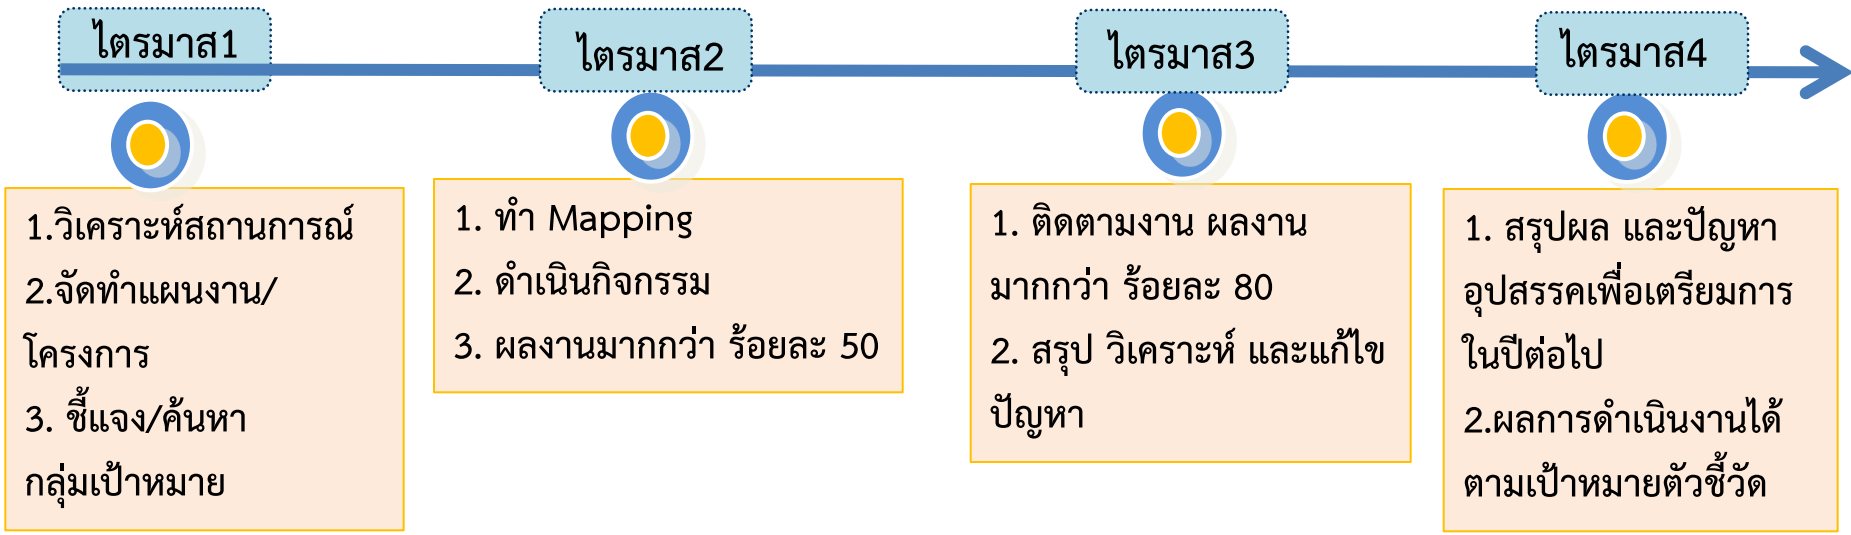 ไตรมาส1
ไตรมาส2
ไตรมาส3
ไตรมาส4
1.วิเคราะห์สถานการณ์
2.จัดทำแผนงาน/
โครงการ
3. ชี้แจง/ค้นหา
กลุ่มเป้าหมาย
1. ทำ Mapping
2. ดำเนินกิจกรรม
3. ผลงานมากกว่า ร้อยละ 50
1. ติดตามงาน ผลงาน
มากกว่า ร้อยละ 80
2. สรุป วิเคราะห์ และแก้ไข
ปัญหา
1. สรุปผล และปัญหา
อุปสรรคเพื่อเตรียมการ
ในปีต่อไป
2.ผลการดำเนินงานได้
ตามเป้าหมายตัวชี้วัด